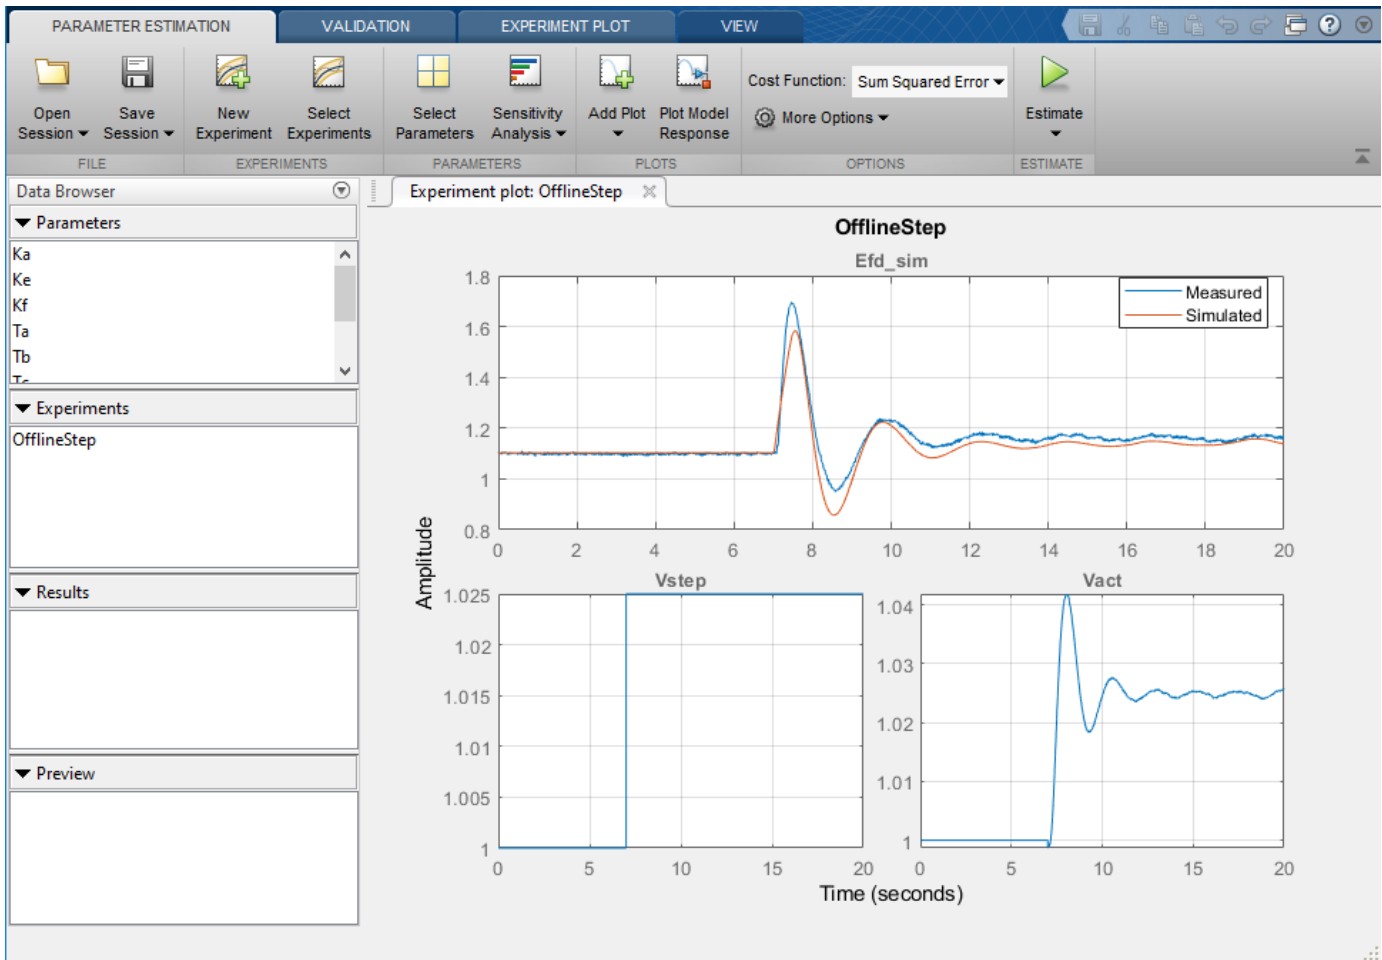 PARAMETER ESTIMATION
VALIDATION
EXPERIMENT PLOT
VIEW
Open Session
Save Session
New Experiment
Select Experiments
Select Parameters
Sensitivity Analysis
Add Plot
Plot Model Response
Cost Function: Sum Squared Error
More Options
Estimate
FILE
EXPERIMENTS
PARAMETERS
PLOTS
OPTIONS
ESTIMATE
Data Browser
Parameters
Ka
Ke
Kf
Ta
Tb
Tc
Experiments
OfflineStep
Results
Preview
Experiment plot: OfflineStep
OfflineStep
Efd_sim
Measured
Simulated
1.8
1.6
1.4
1.2
1
0.8
0 2 4 6 8 10 12 14 16 18 20
Amplitude
Vstep
1.025
1.02
1.015
1.01
1.005
1
0 5 10 15 20
Vact
1.04
1.03
1.02
1.01
1
0 5 10 15 20
Time (seconds)